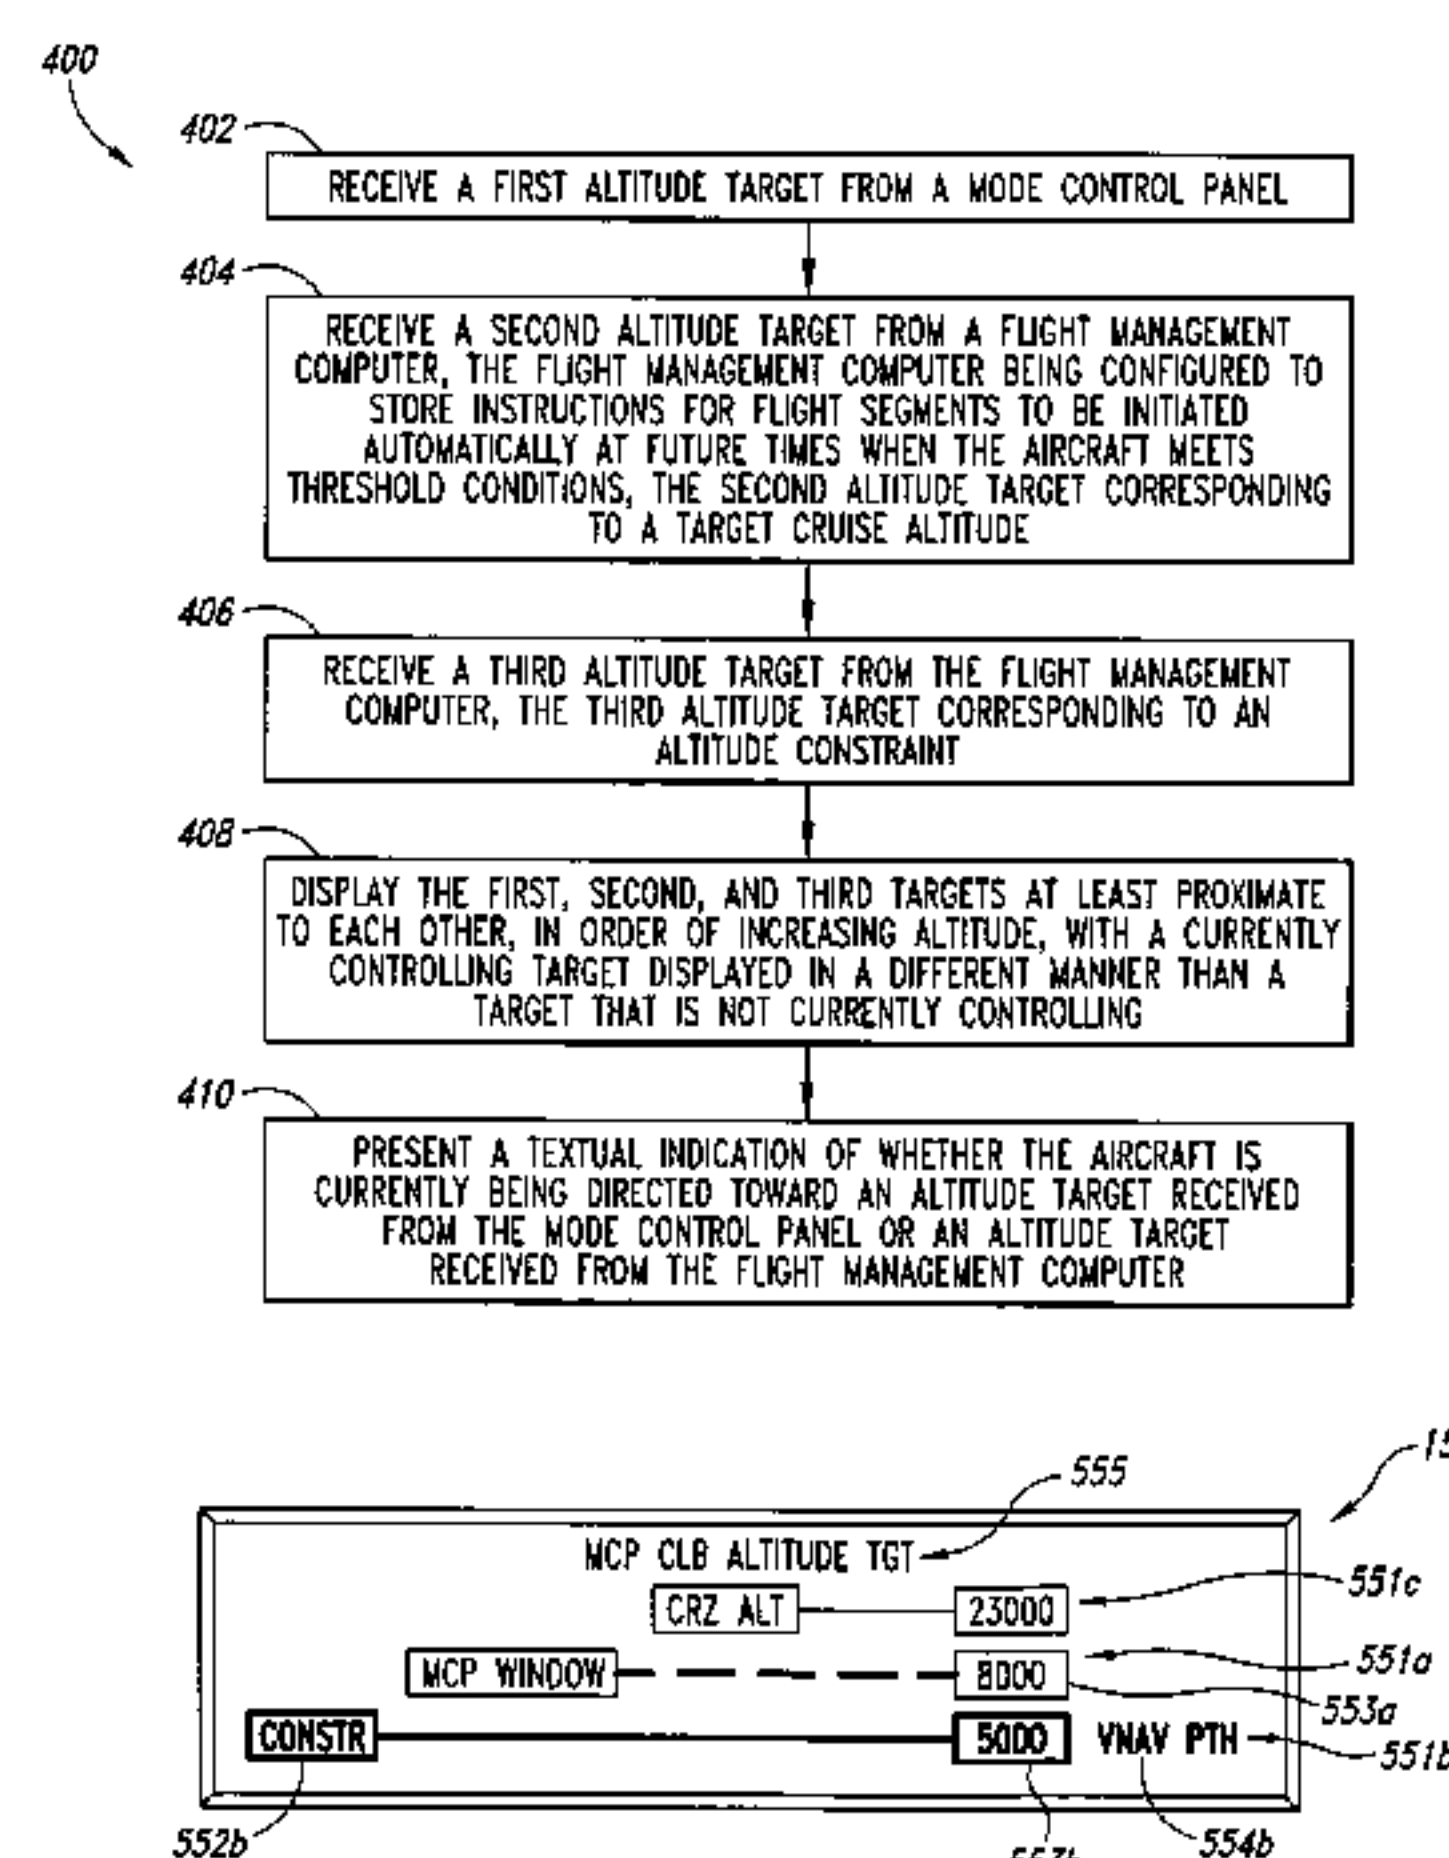 400
402
RECEIVE A FIRST ALTITUDE TARGET FROM A MODE CONTROL PANEL
404
RECEIVE A SECOND ALTITUDE TARGET FROM A FLIGHT MANAGEMENT
COMPUTER, THE FLIGHT MANAGEMENT COMPUTER BEING CONFIGURED TO
STORE INSTRUCTIONS FOR FLIGHT SEGMENTS TO BE INITIATED
AUTOMATICALLY AT FUTURE TIMES WHEN THE AIRCRAFT MEETS
THRESHOLD CONDITIONS, THE SECOND ALTITUDE TARGET CORRESPONDING
TO A TARGET CRUISE ALTITUDE
406
RECEIVE A THIRD ALTITUDE TARGET FROM THE FLIGHT MANAGEMENT
COMPUTER, THE THIRD ALTITUDE TARGET CORRESPONDING TO AN
ALTITUDE CONSTRAINT
408
DISPLAY THE FIRST, SECOND, AND THIRD TARGETS AT LEAST PROXIMATE
TO EACH OTHER, IN ORDER OF INCREASING ALTITUDE, WITH A CURRENTLY
CONTROLLING TARGET DISPLAYED IN A DIFFERENT MANNER THAN A
TARGET THAT IS NOT CURRENTLY CONTROLLING
410
PRESENT A TEXTUAL INDICATION OF WHETHER THE AIRCRAFT IS
CURRENTLY BEING DIRECTED TOWARD AN ALTITUDE TARGET RECEIVED
FROM THE MODE CONTROL PANEL OR AN ALTITUDE TARGET
RECEIVED FROM THE FLIGHT MANAGEMENT COMPUTER
555
MCP CLB ALTITUDE TGT
CRZ ALT 23000 551c
MCP WINDOW 8000 551a
553a
CONSTR 5000 VNAV PTH 551b
552b 554b